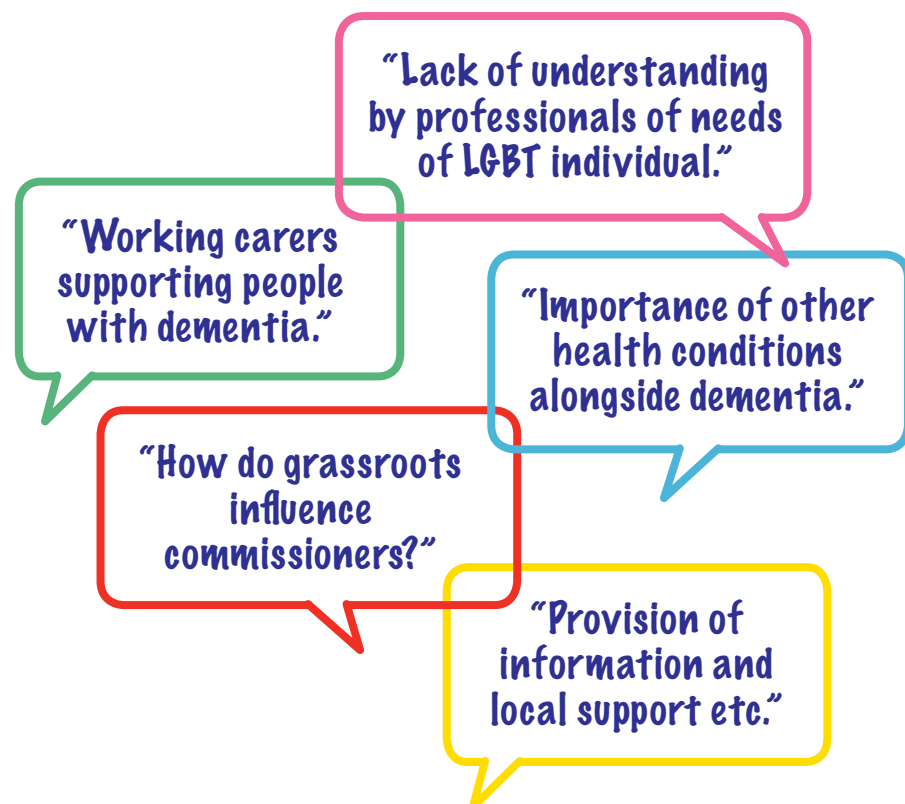 “Lack of understanding
by professionals of needs
of LGBT individual.”
“Working carers
supporting people
with dementia.”
“Importance of other
health conditions
alongside dementia.”
“How do grassroots
influence
commissioners?”
“Provision of
information and
local support etc.”